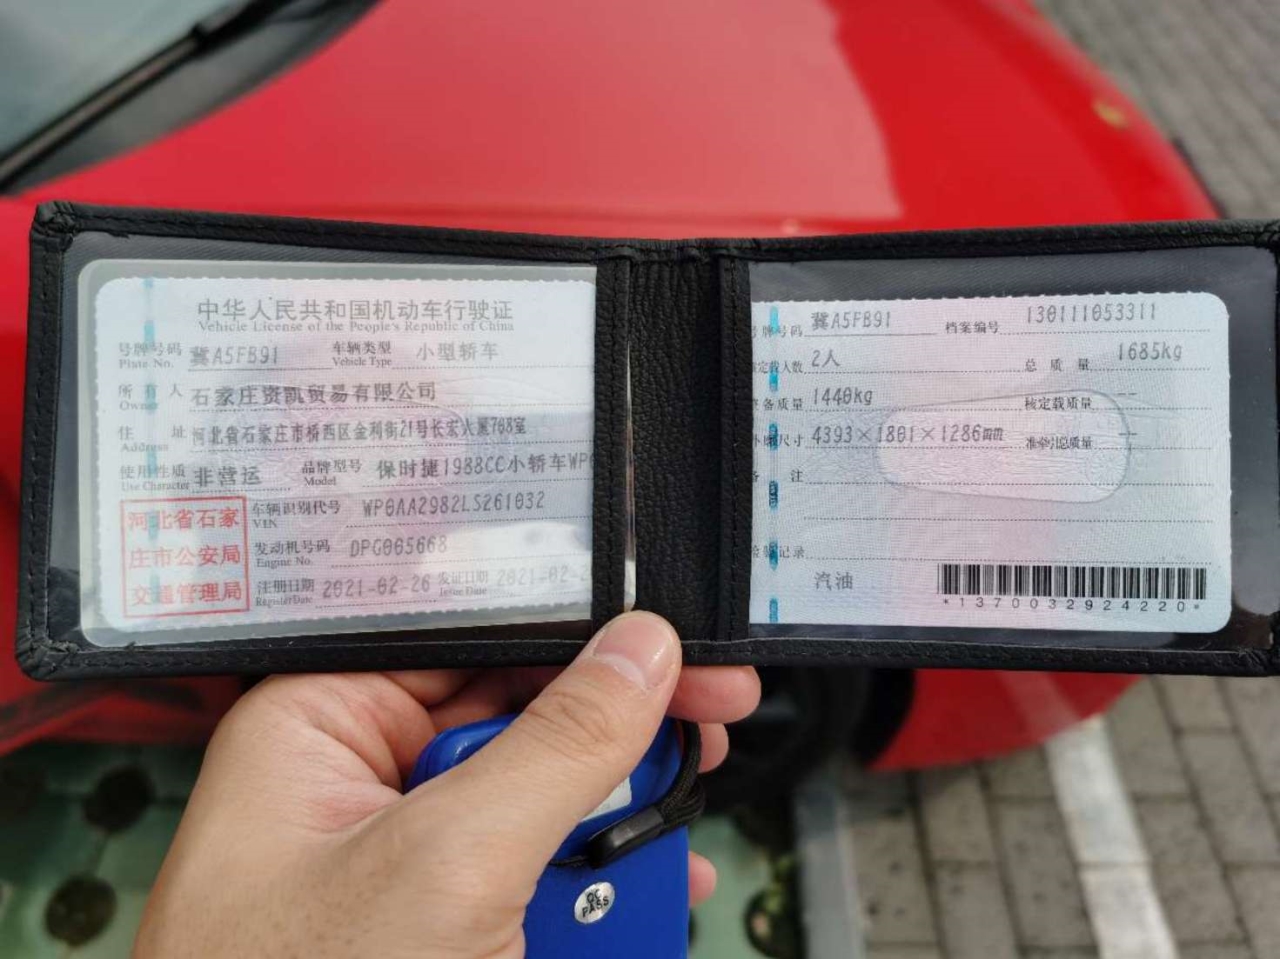 中华人民共和国机动车行驶证
Vehicle License of the People's Republic of China
号牌号码 冀A5FB91 车辆类型 小型轿车
Plate No. Vehicle Type
所有人 石家庄资凯贸易有限公司
Owner
住址 河北省石家庄市桥西区金利街21号长宏大厦708室
Address
使用性质 非营运 品牌型号 保时捷1988CC小轿车WP0
Use Character Model
河北省石家
庄市公安局
交通管理局
车辆识别代号 WP0AA2982LS261032
VIN
发动机号码 DPG005668
Engine No.
注册日期 2021-02-26 发证日期 2021-02-2
Register Date Issue Date
号牌号码 冀A5FB91 档案编号 130111053311
核定载人数 2人 总质量 1685kg
整备质量 1440kg 核定载质量 --
外廓尺寸 4393×1801×1286mm 准牵引总质量 --
备注
检验记录
汽油
*1370032924220*
QC
PASS